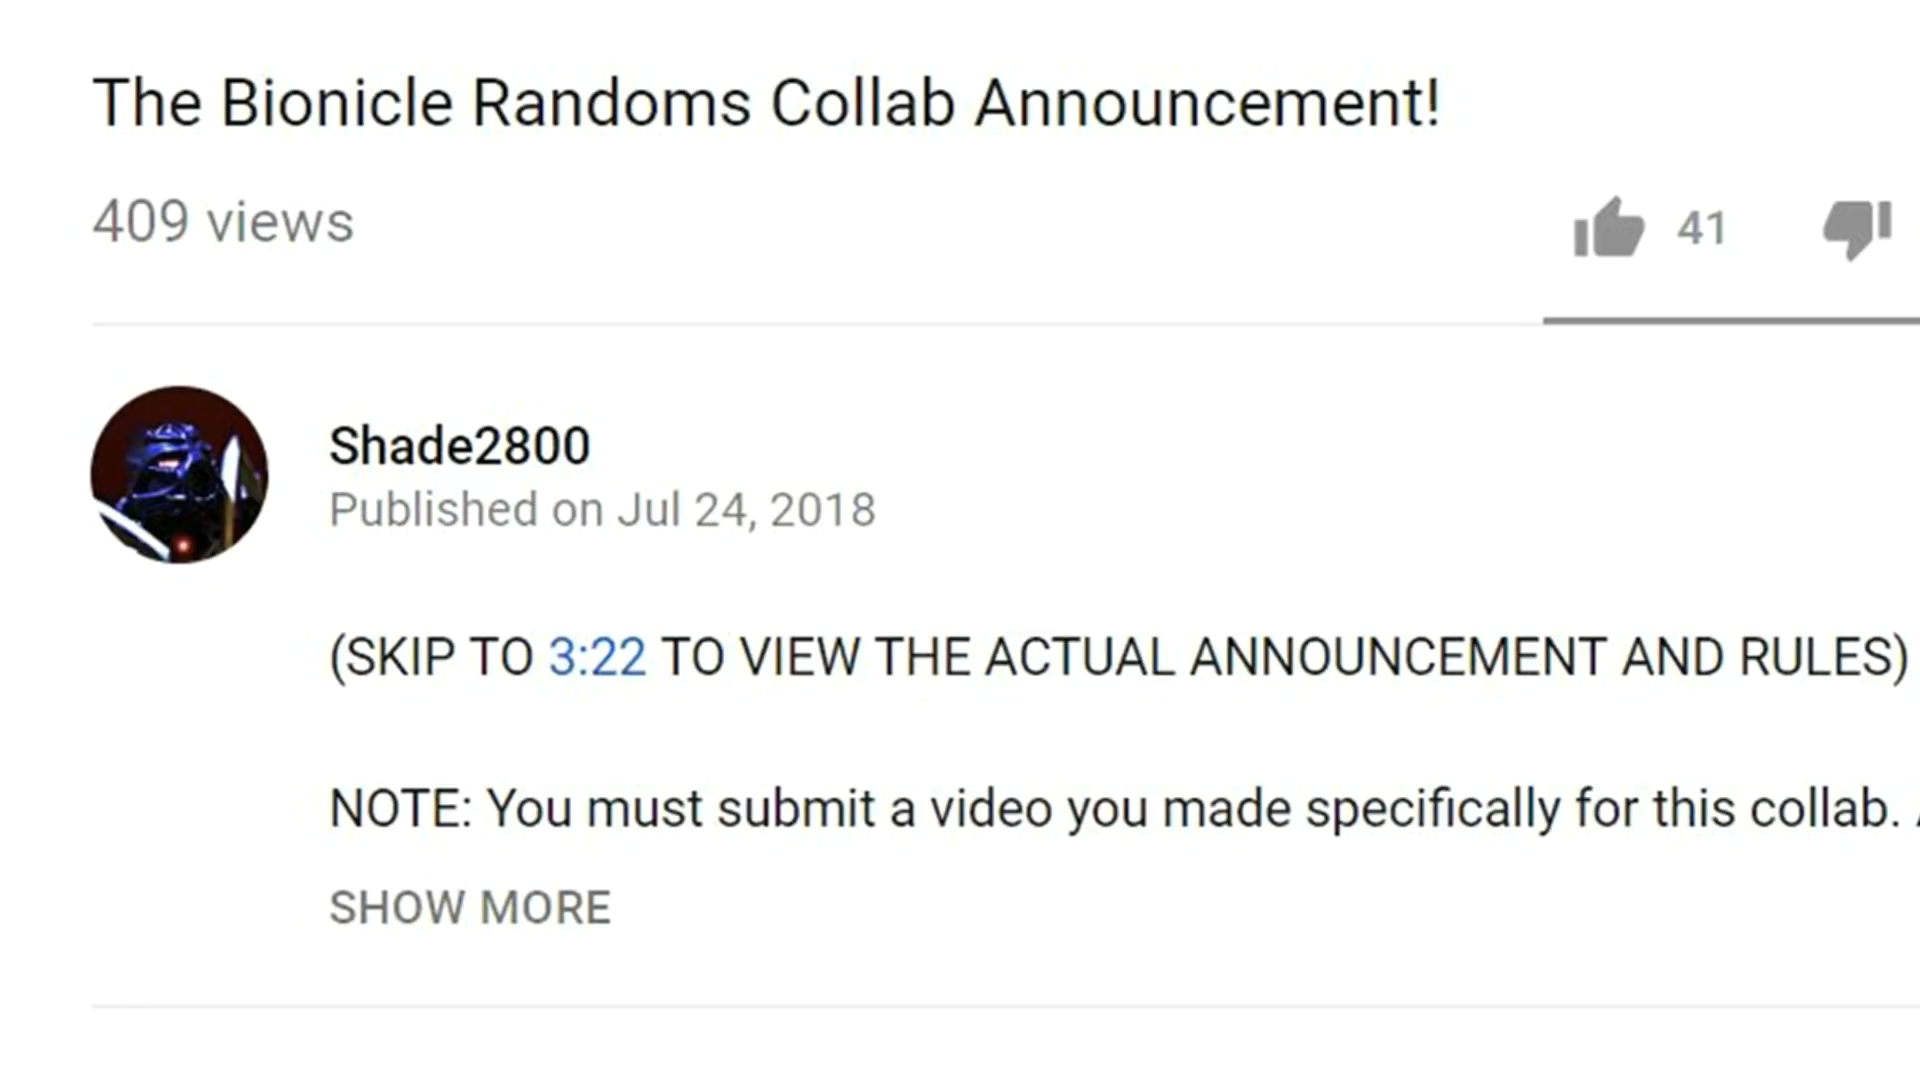 The Bionicle Randoms Collab Announcement!
409 views
41
Shade2800
Published on Jul 24, 2018
(SKIP TO 3:22 TO VIEW THE ACTUAL ANNOUNCEMENT AND RULES)
NOTE: You must submit a video you made specifically for this collab.
SHOW MORE